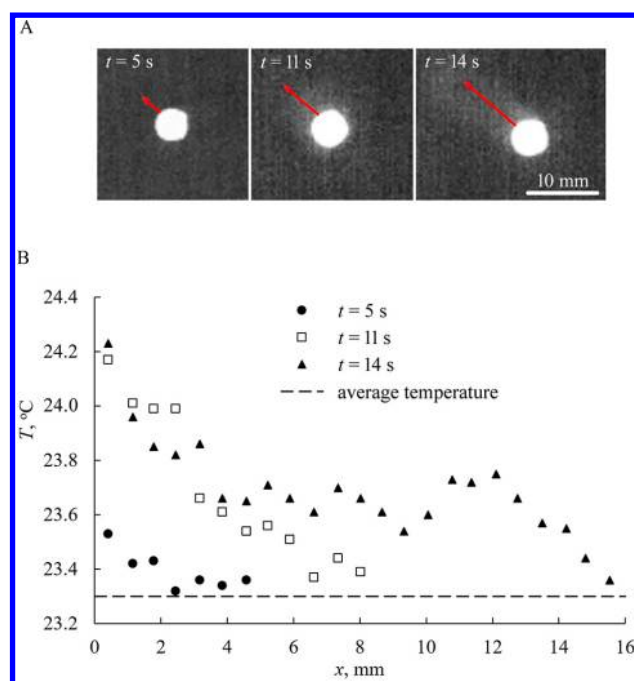 A
t = 5 s
t = 11 s
t = 14 s
10 mm
B
24.4
24.2
24.0
23.8
23.6
23.4
23.2
T, °C
t = 5 s
t = 11 s
t = 14 s
average temperature
0 2 4 6 8 10 12 14 16
x, mm